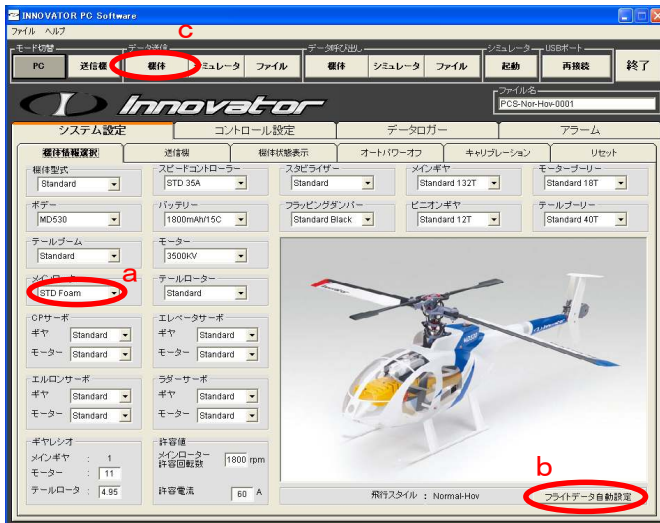 INNOVATOR PC Software
ファイル ヘルプ
c
モード切替 データ送信 データ呼び出し シミュレーター USBポート
PC 送信機 機体 シミュレータ ファイル 機体 シミュレータ ファイル 起動 再接続 終了
Innovator
ファイル名
PCS-Nor-Hov-0001
システム設定 コントロール設定 データロガー アラーム
機体情報選択 送信機 機体状態表示 オートパワーオフ キャリブレーション リセット
機体型式 スピードコントローラー スタビライザー メインギヤ モータープーリー
Standard STD 35A Standard Standard 132T Standard 18T
ボデー バッテリー フラッピングダンパー ピニオンギヤ テールプーリー
MD530 1800mAh/15C Standard Black Standard 12T Standard 40T
テールブーム モーター
Standard 3500KV
a
メインローター テールローター
STD Foam Standard
CPサーボ エレベータサーボ
ギヤ Standard ギヤ Standard
モーター Standard モーター Standard
エルロンサーボ ラダーサーボ
ギヤ Standard ギヤ Standard
モーター Standard モーター Standard
ギヤレシオ 許容値
メインギヤ : 1 メインローター許容回転数 1800 rpm
モーター : 11
テールロータ : 4.95 許容電流 60 A
b
飛行スタイル : Normal-Hov フライトデータ自動設定